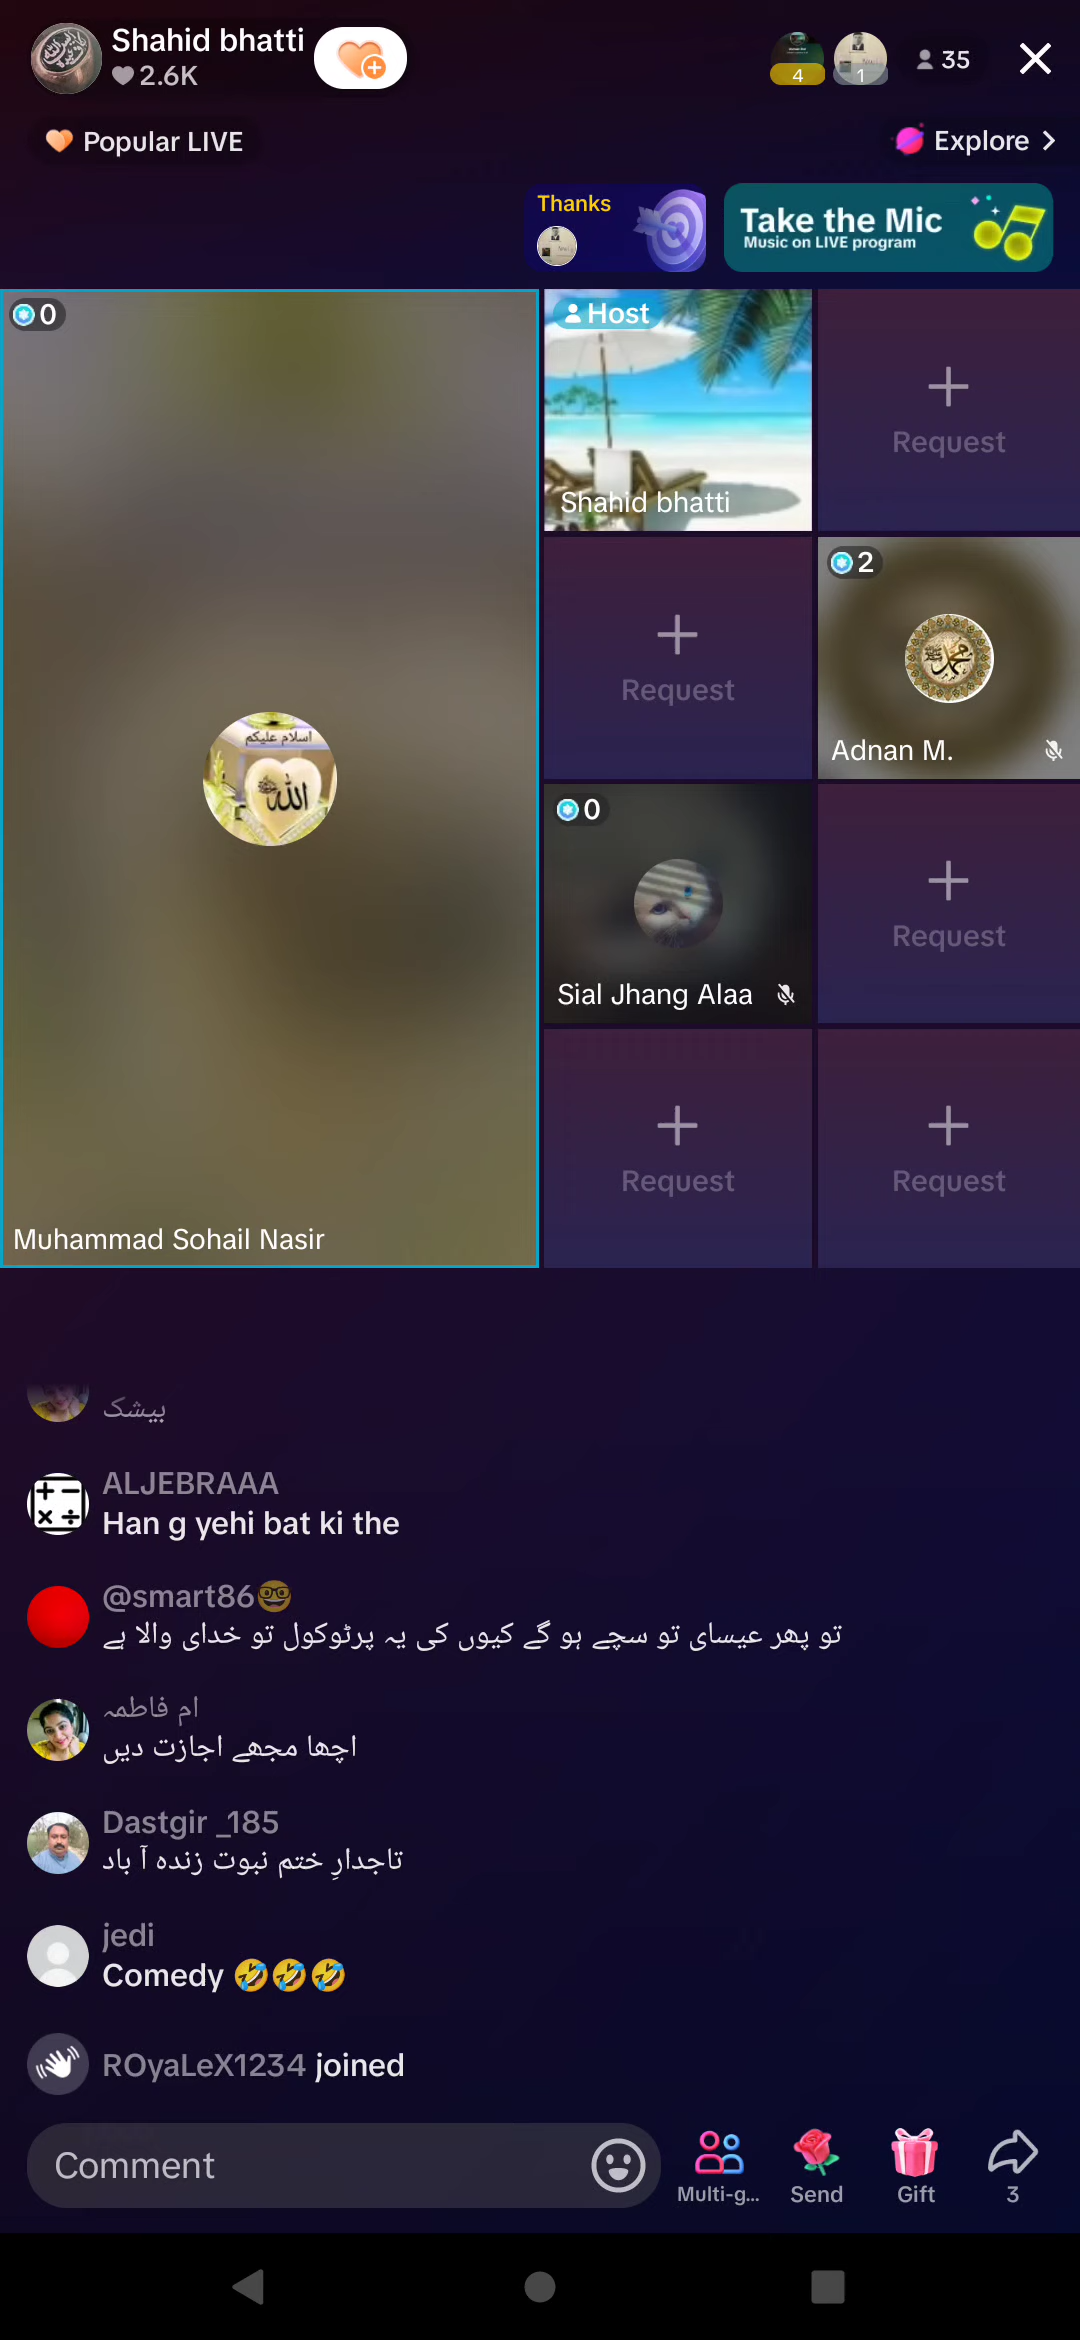 Shahid bhatti
2.6K
4
1
35
Popular LIVE
Explore
Thanks
Take the Mic
Music on LIVE program
0
Host
Shahid bhatti
Request
Request
2
Adnan M.
اسلام علیکم
الله
محمد
0
Sial Jhang Alaa
Request
Request
Request
Muhammad Sohail Nasir
بیشک
ALJEBRAAA
Han g yehi bat ki the
@smart86🤓
تو پھر عیسای تو سچے ہو گے کیوں کی یہ پرٹوکول تو خدای والا ہے
ام فاطمہ
اچھا مجھے اجازت دیں
Dastgir _185
تاجدارِ ختم نبوت زندہ آ باد
jedi
Comedy 🤣🤣🤣
ROyaLeX1234 joined
Comment
Multi-g...
Send
Gift
3